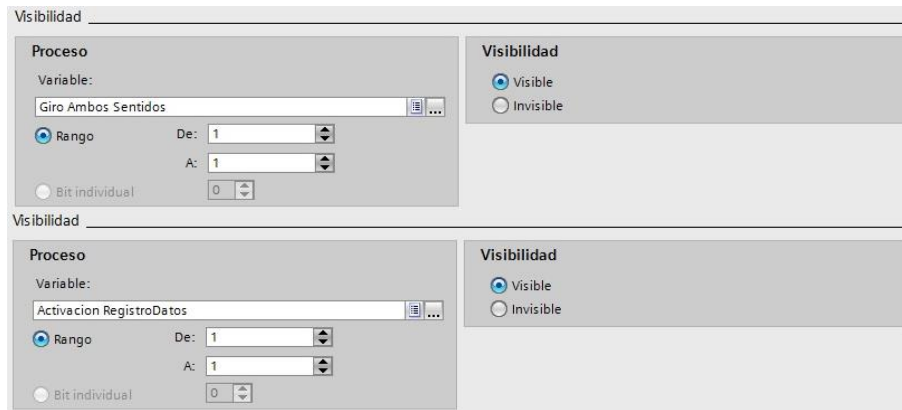 Visibilidad
Proceso
Variable:
Giro Ambos Sentidos
...
Rango De: 1
A: 1
Bit individual 0
Visibilidad
Visible
Invisible
Visibilidad
Proceso
Variable:
Activacion RegistroDatos
...
Rango De: 1
A: 1
Bit individual 0
Visibilidad
Visible
Invisible